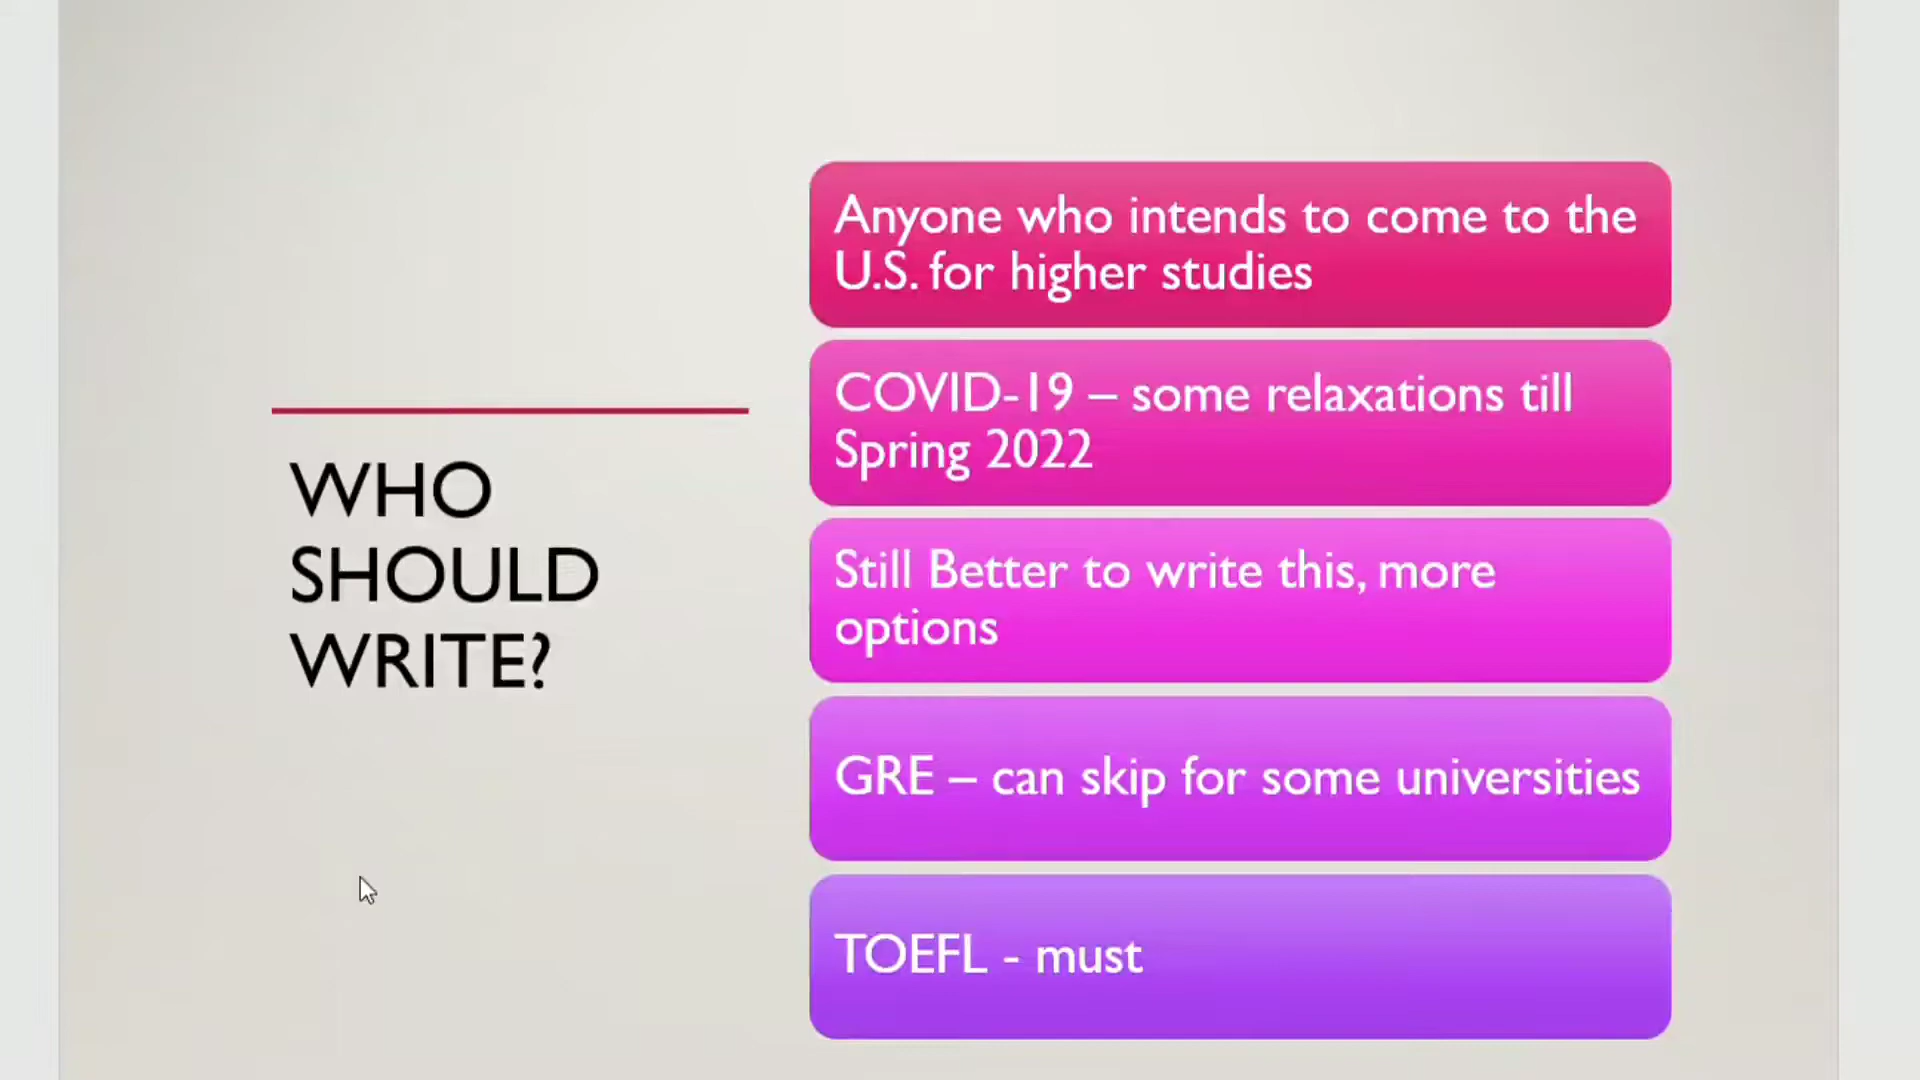 WHO
SHOULD
WRITE?
Anyone who intends to come to the
U.S. for higher studies
COVID-19 – some relaxations till
Spring 2022
Still Better to write this, more
options
GRE – can skip for some universities
TOEFL - must